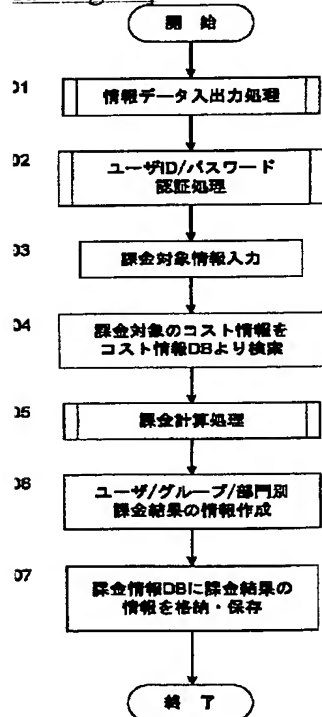 開 始
01
情報データ入出力処理
02
ユーザID/パスワード
認証処理
03
課金対象情報入力
04
課金対象のコスト情報を
コスト情報DBより検索
05
課金計算処理
06
ユーザ/グループ/部門別
課金結果の情報作成
07
課金情報DBに課金結果の
情報を格納・保存
終 了